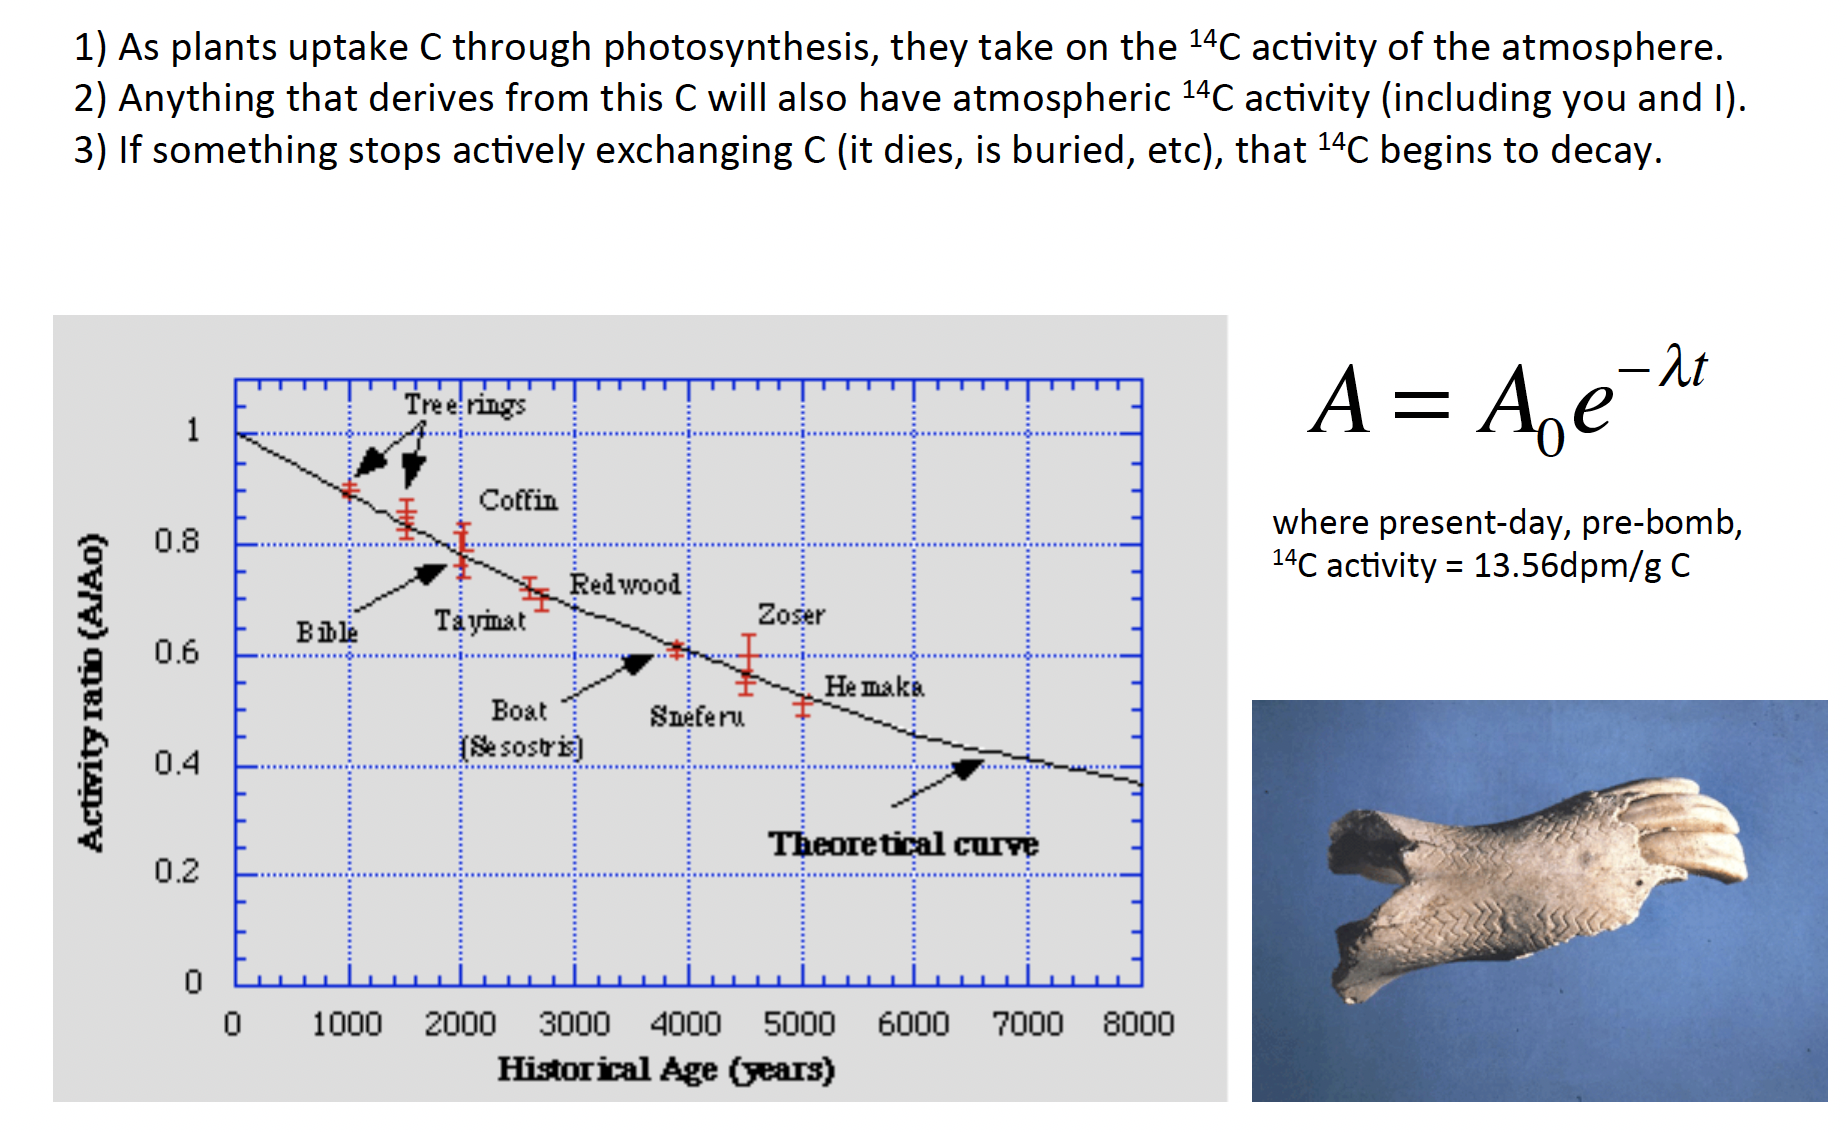 1) As plants uptake C through photosynthesis, they take on the ¹⁴C activity of the atmosphere.
2) Anything that derives from this C will also have atmospheric ¹⁴C activity (including you and I).
3) If something stops actively exchanging C (it dies, is buried, etc), that ¹⁴C begins to decay.
Activity ratio (A/Ao)
1
0.8
0.6
0.4
0.2
0
Tree rings
Coffin
Bible
Tayinat
Redwood
Zoser
Boat
(Sesostris)
Sneferu
Hemaka
Theoretical curve
0 1000 2000 3000 4000 5000 6000 7000 8000
Historical Age (years)
A = A₀e^−λt
where present-day, pre-bomb,
¹⁴C activity = 13.56dpm/g C